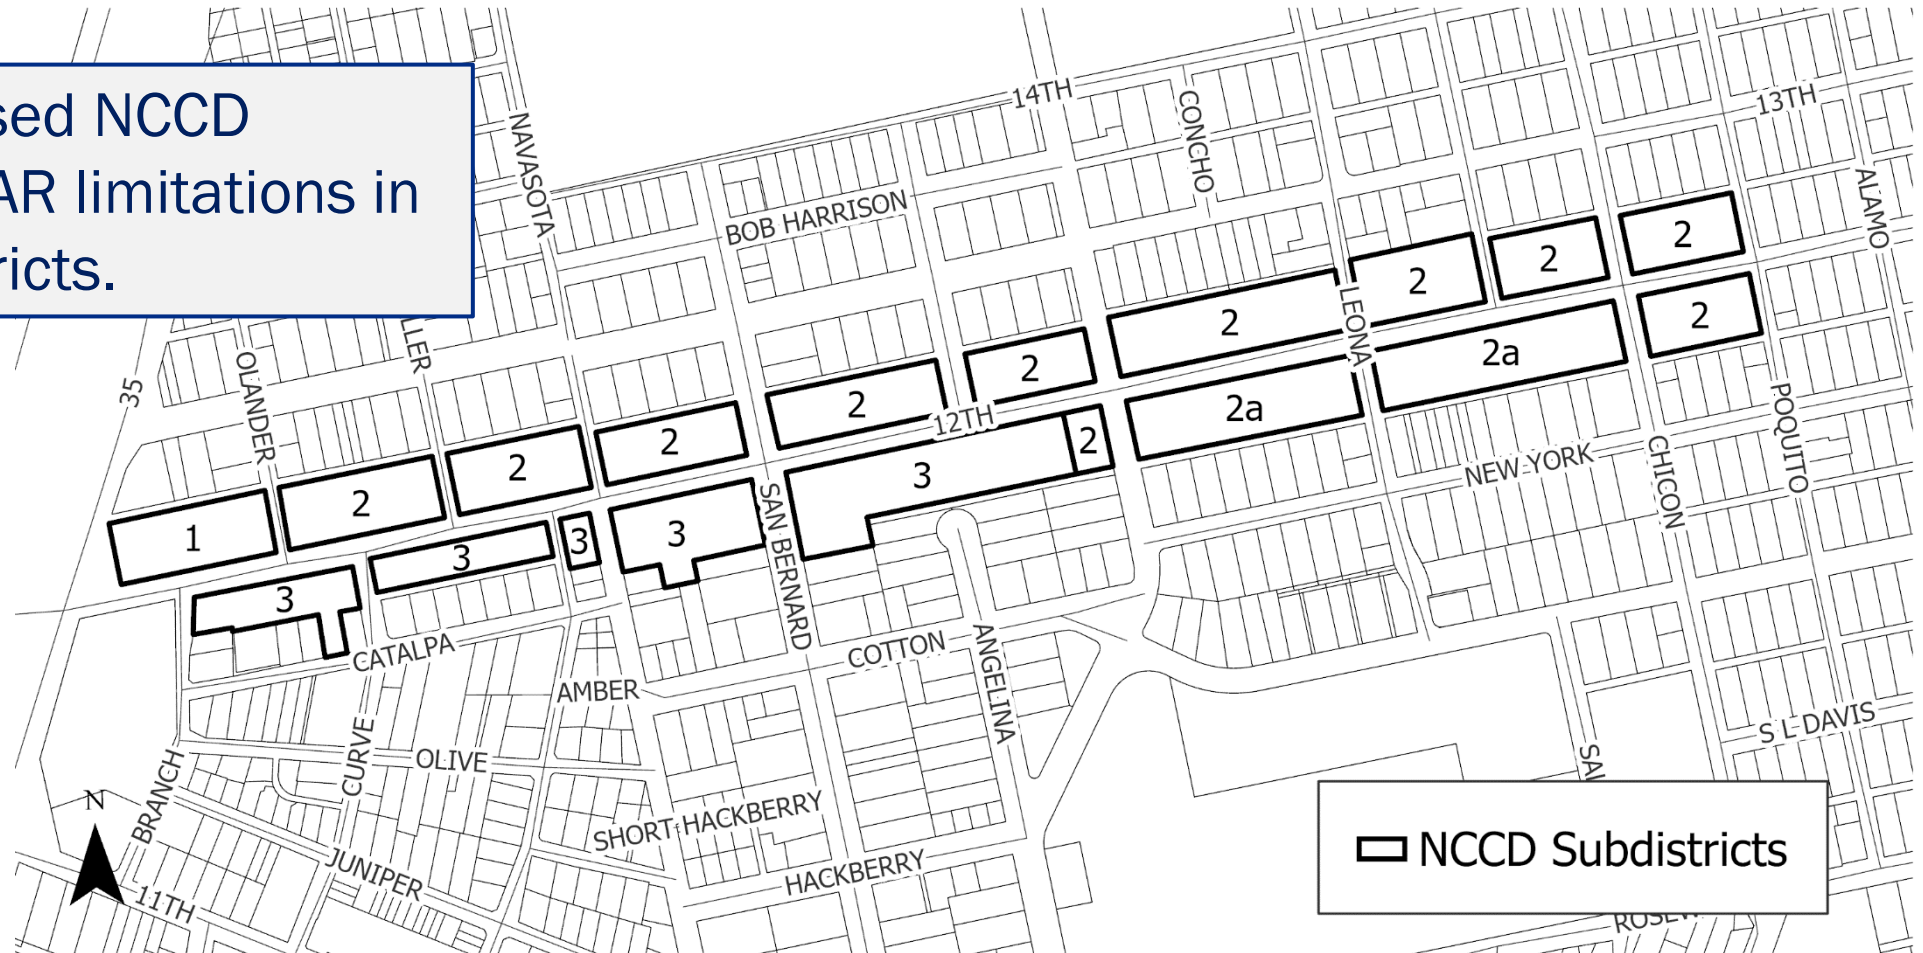 sed NCCD
AR limitations in
ricts.
14TH
13TH
CONCHO
NAVASOTA
ALAMO
BOB HARRISON
2
2
2
2
2
LEONA
LLER
OLANDER
35
2
2a
2
2a
12TH
2
2
2
2
2
1
3
3
3
3
3
POQUITO
CHICON
NEW YORK
SAN BERNARD
CATALPA
COTTON
ANGELINA
AMBER
CURVE
OLIVE
BRANCH
S L DAVIS
SAL
N
SHORT HACKBERRY
HACKBERRY
JUNIPER
11TH
NCCD Subdistricts